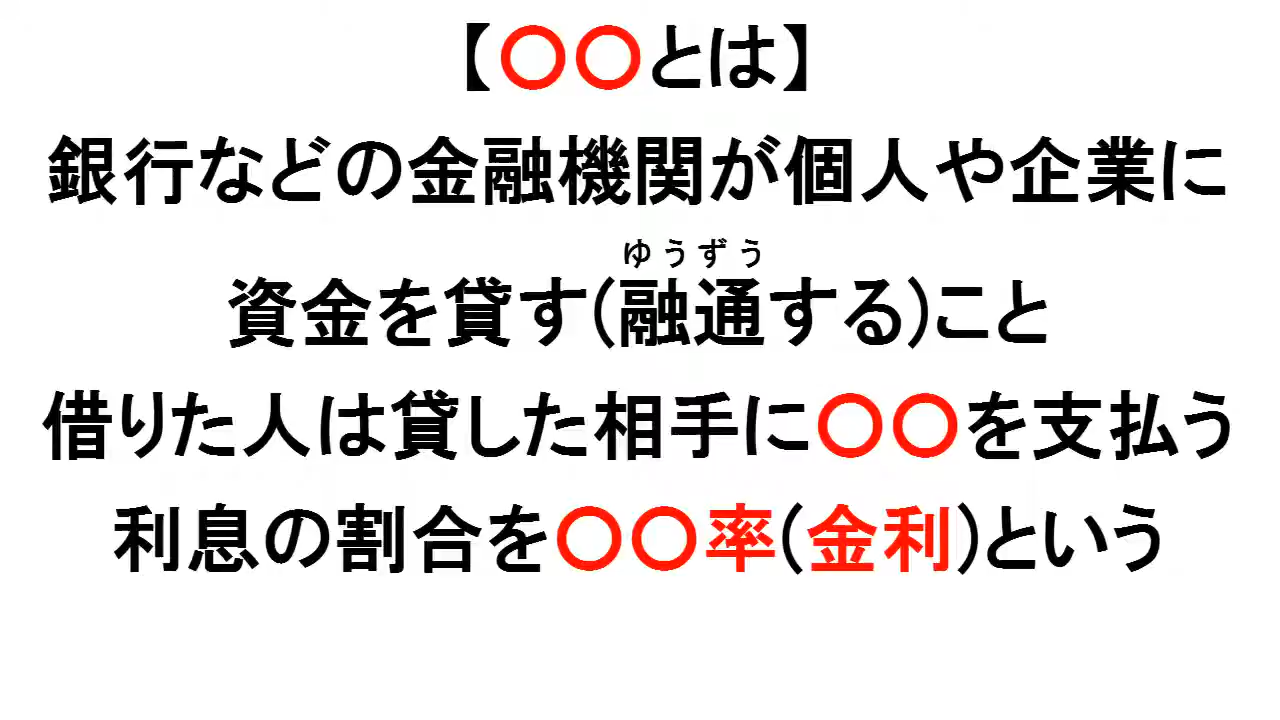 【〇〇とは】
銀行などの金融機関が個人や企業に
ゆうずう
資金を貸す(融通する)こと
借りた人は貸した相手に〇〇を支払う
利息の割合を〇〇率(金利)という